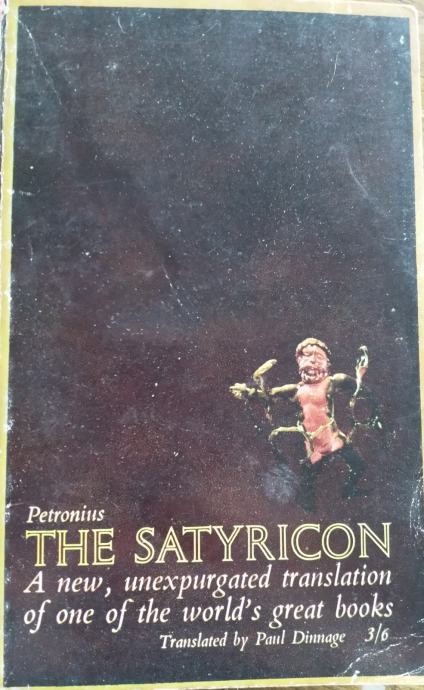 Petronius
THE SATYRICON
A new, unexpurgated translation
of one of the world's great books
Translated by Paul Dinnage 3/6